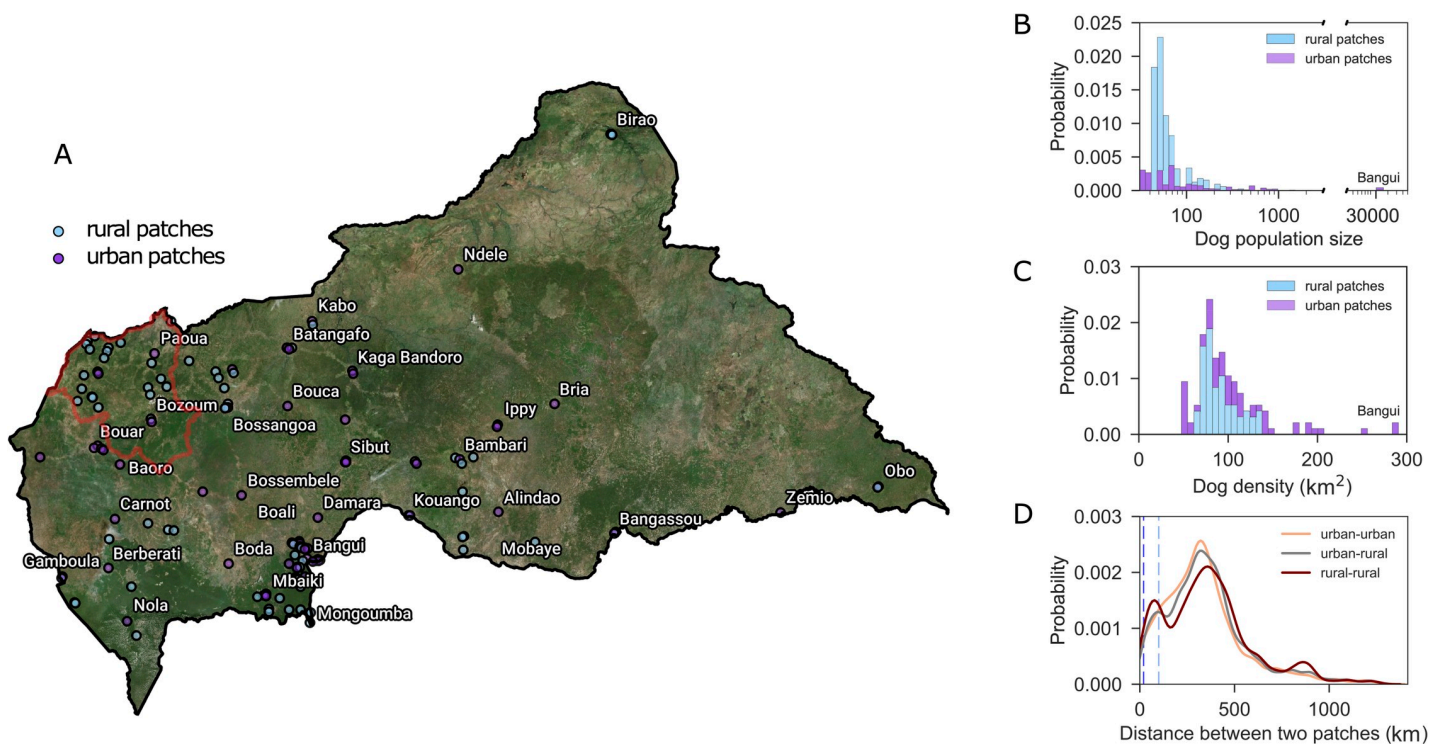 A
rural patches
urban patches
Birao
Ndele
Kabo
Batangafo
Paoua
Kaga Bandoro
Bouca
Bria
Bozoum
Ippy
Bossangoa
Bouar
Sibut
Bambari
Baoro
Obo
Bossembele
Carnot
Damara
Kouango
Alindao
Zemio
Boali
Bangassou
Bangui
Mobaye
Boda
Berberati
Gamboula
Mbaiki
Nola
Mongoumba
B
0.025
0.020
0.015
0.010
0.005
0.000
Probability
rural patches
urban patches
Bangui
100 1000 30000
Dog population size
C
0.03
0.02
0.01
0.00
Probability
rural patches
urban patches
Bangui
0 100 200 300
Dog density (km²)
D
0.003
0.002
0.001
0.000
Probability
urban-urban
urban-rural
rural-rural
0 500 1000
Distance between two patches (km)